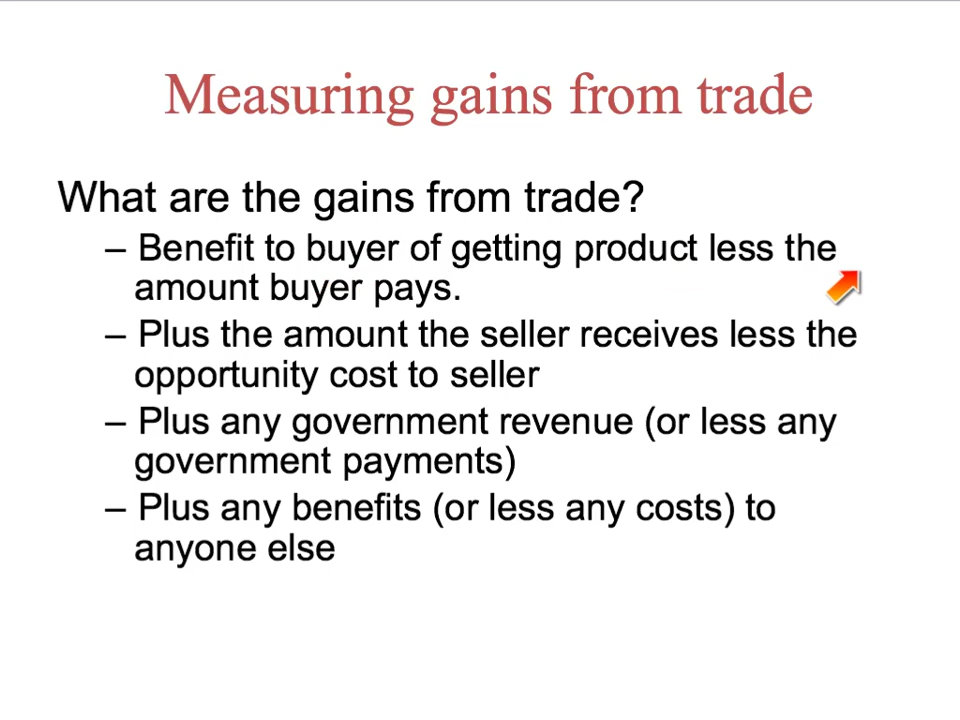 Measuring gains from trade
What are the gains from trade?
– Benefit to buyer of getting product less the
amount buyer pays.
– Plus the amount the seller receives less the
opportunity cost to seller
– Plus any government revenue (or less any
government payments)
– Plus any benefits (or less any costs) to
anyone else